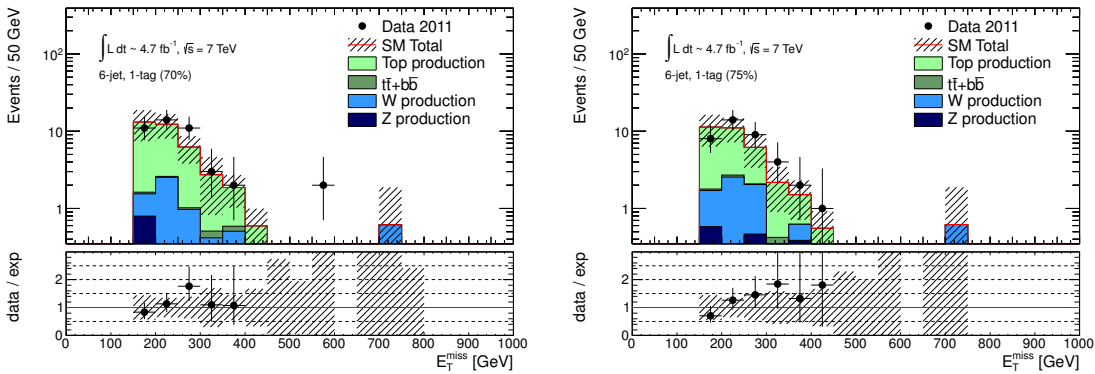 Events / 50 GeV
10²
10
1
∫L dt ~ 4.7 fb⁻¹, √s = 7 TeV
6-jet, 1-tag (70%)
Data 2011
SM Total
Top production
tt̄+bb̄
W production
Z production
data / exp
2
1
0
0 100 200 300 400 500 600 700 800 900 1000
E_T^miss [GeV]
Events / 50 GeV
10²
10
1
∫L dt ~ 4.7 fb⁻¹, √s = 7 TeV
6-jet, 1-tag (75%)
Data 2011
SM Total
Top production
tt̄+bb̄
W production
Z production
data / exp
2
1
0
0 100 200 300 400 500 600 700 800 900 1000
E_T^miss [GeV]